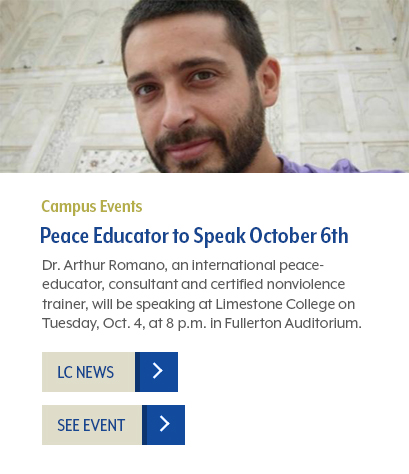 Campus Events
Peace Educator to Speak October 6th
Dr. Arthur Romano, an international peace-
educator, consultant and certified nonviolence
trainer, will be speaking at Limestone College on
Tuesday, Oct. 4, at 8 p.m. in Fullerton Auditorium.
LC NEWS
SEE EVENT